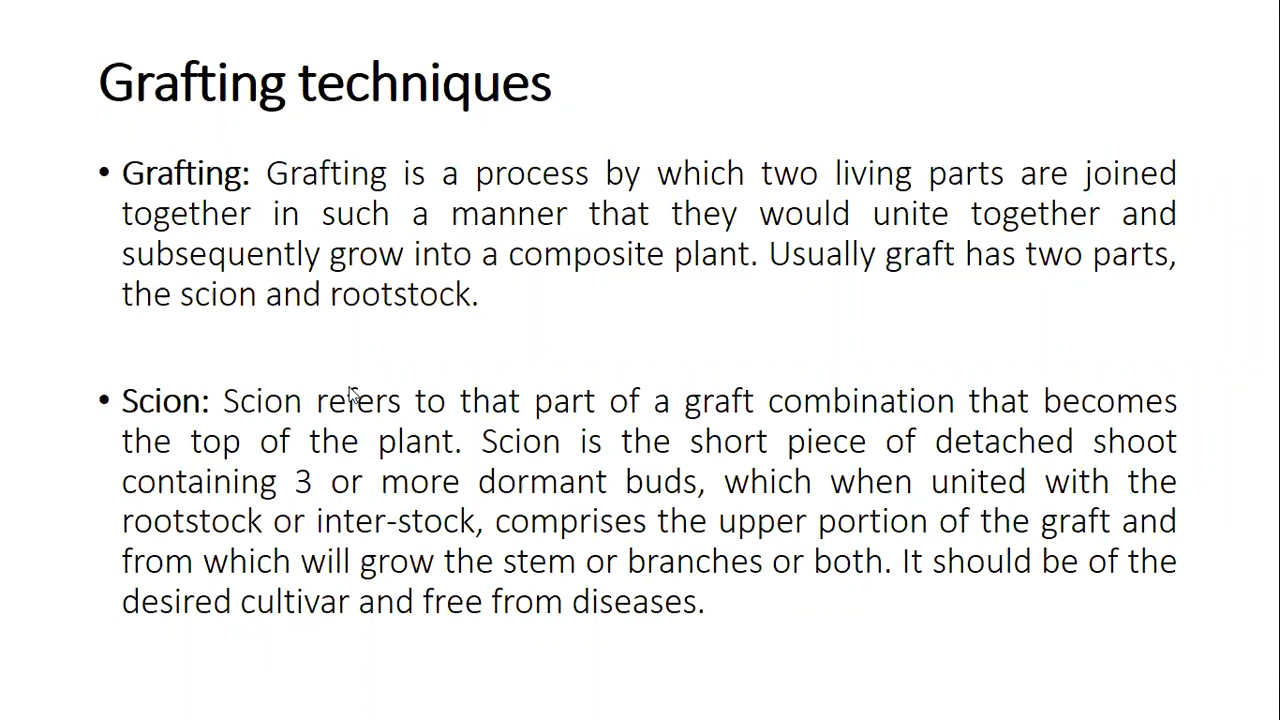 Grafting techniques
• Grafting: Grafting is a process by which two living parts are joined
together in such a manner that they would unite together and
subsequently grow into a composite plant. Usually graft has two parts,
the scion and rootstock.
• Scion: Scion refers to that part of a graft combination that becomes
the top of the plant. Scion is the short piece of detached shoot
containing 3 or more dormant buds, which when united with the
rootstock or inter-stock, comprises the upper portion of the graft and
from which will grow the stem or branches or both. It should be of the
desired cultivar and free from diseases.